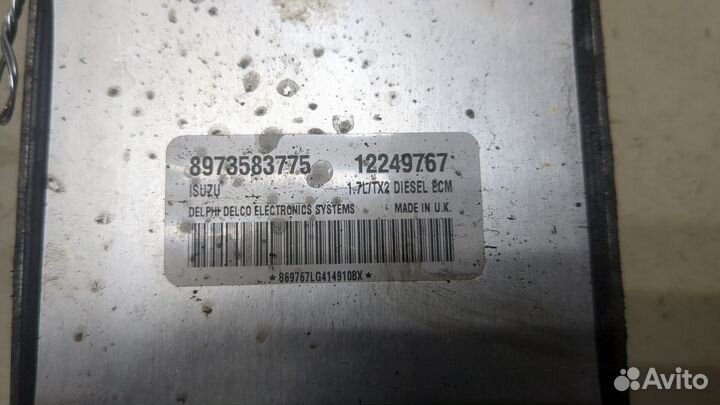 8973583775 12249767
ISUZU 1.7L/TX2 DIESEL ECM
DELPHI DELCO ELECTRONICS SYSTEMS MADE IN U.K.
★ 869767LG4149108X ★
Avito